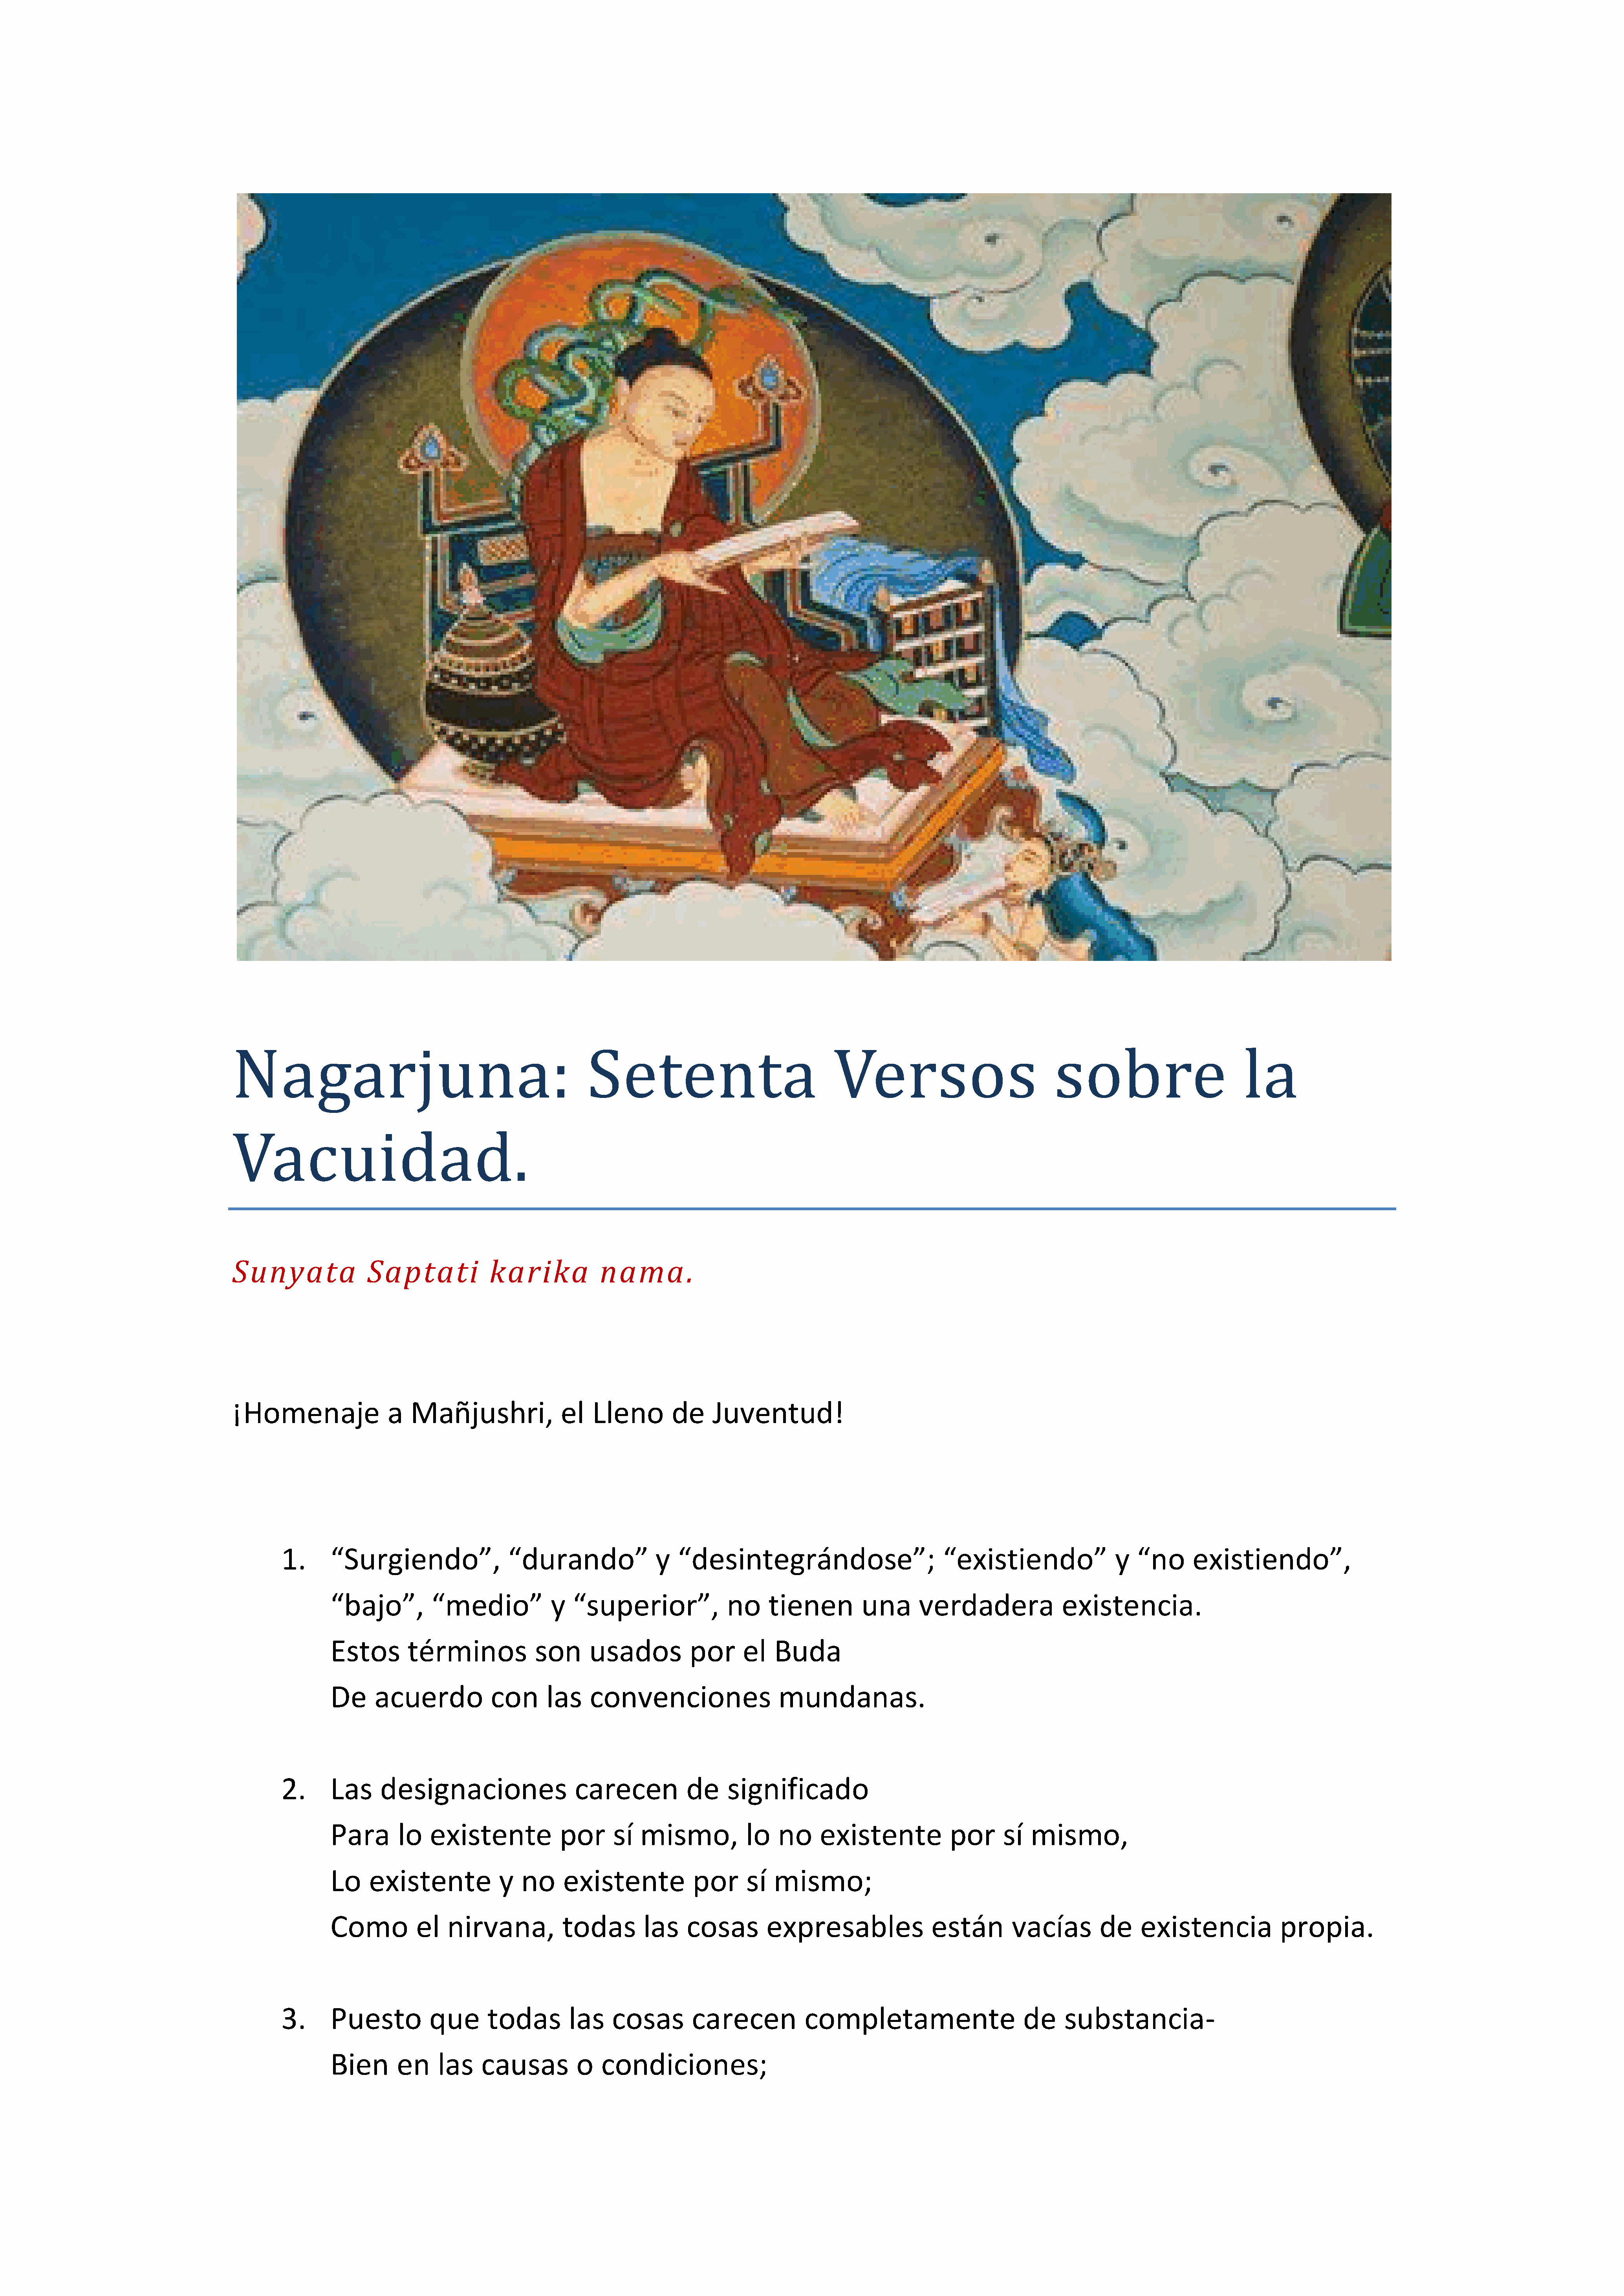 Nagarjuna: Setenta Versos sobre la
Vacuidad.
Sunyata Saptati karika nama.
¡Homenaje a Mañjushri, el Lleno de Juventud!
1. “Surgiendo”, “durando” y “desintegrándose”; “existiendo” y “no existiendo”,
“bajo”, “medio” y “superior”, no tienen una verdadera existencia.
Estos términos son usados por el Buda
De acuerdo con las convenciones mundanas.
2. Las designaciones carecen de significado
Para lo existente por sí mismo, lo no existente por sí mismo,
Lo existente y no existente por sí mismo;
Como el nirvana, todas las cosas expresables están vacías de existencia propia.
3. Puesto que todas las cosas carecen completamente de substancia-
Bien en las causas o condiciones;